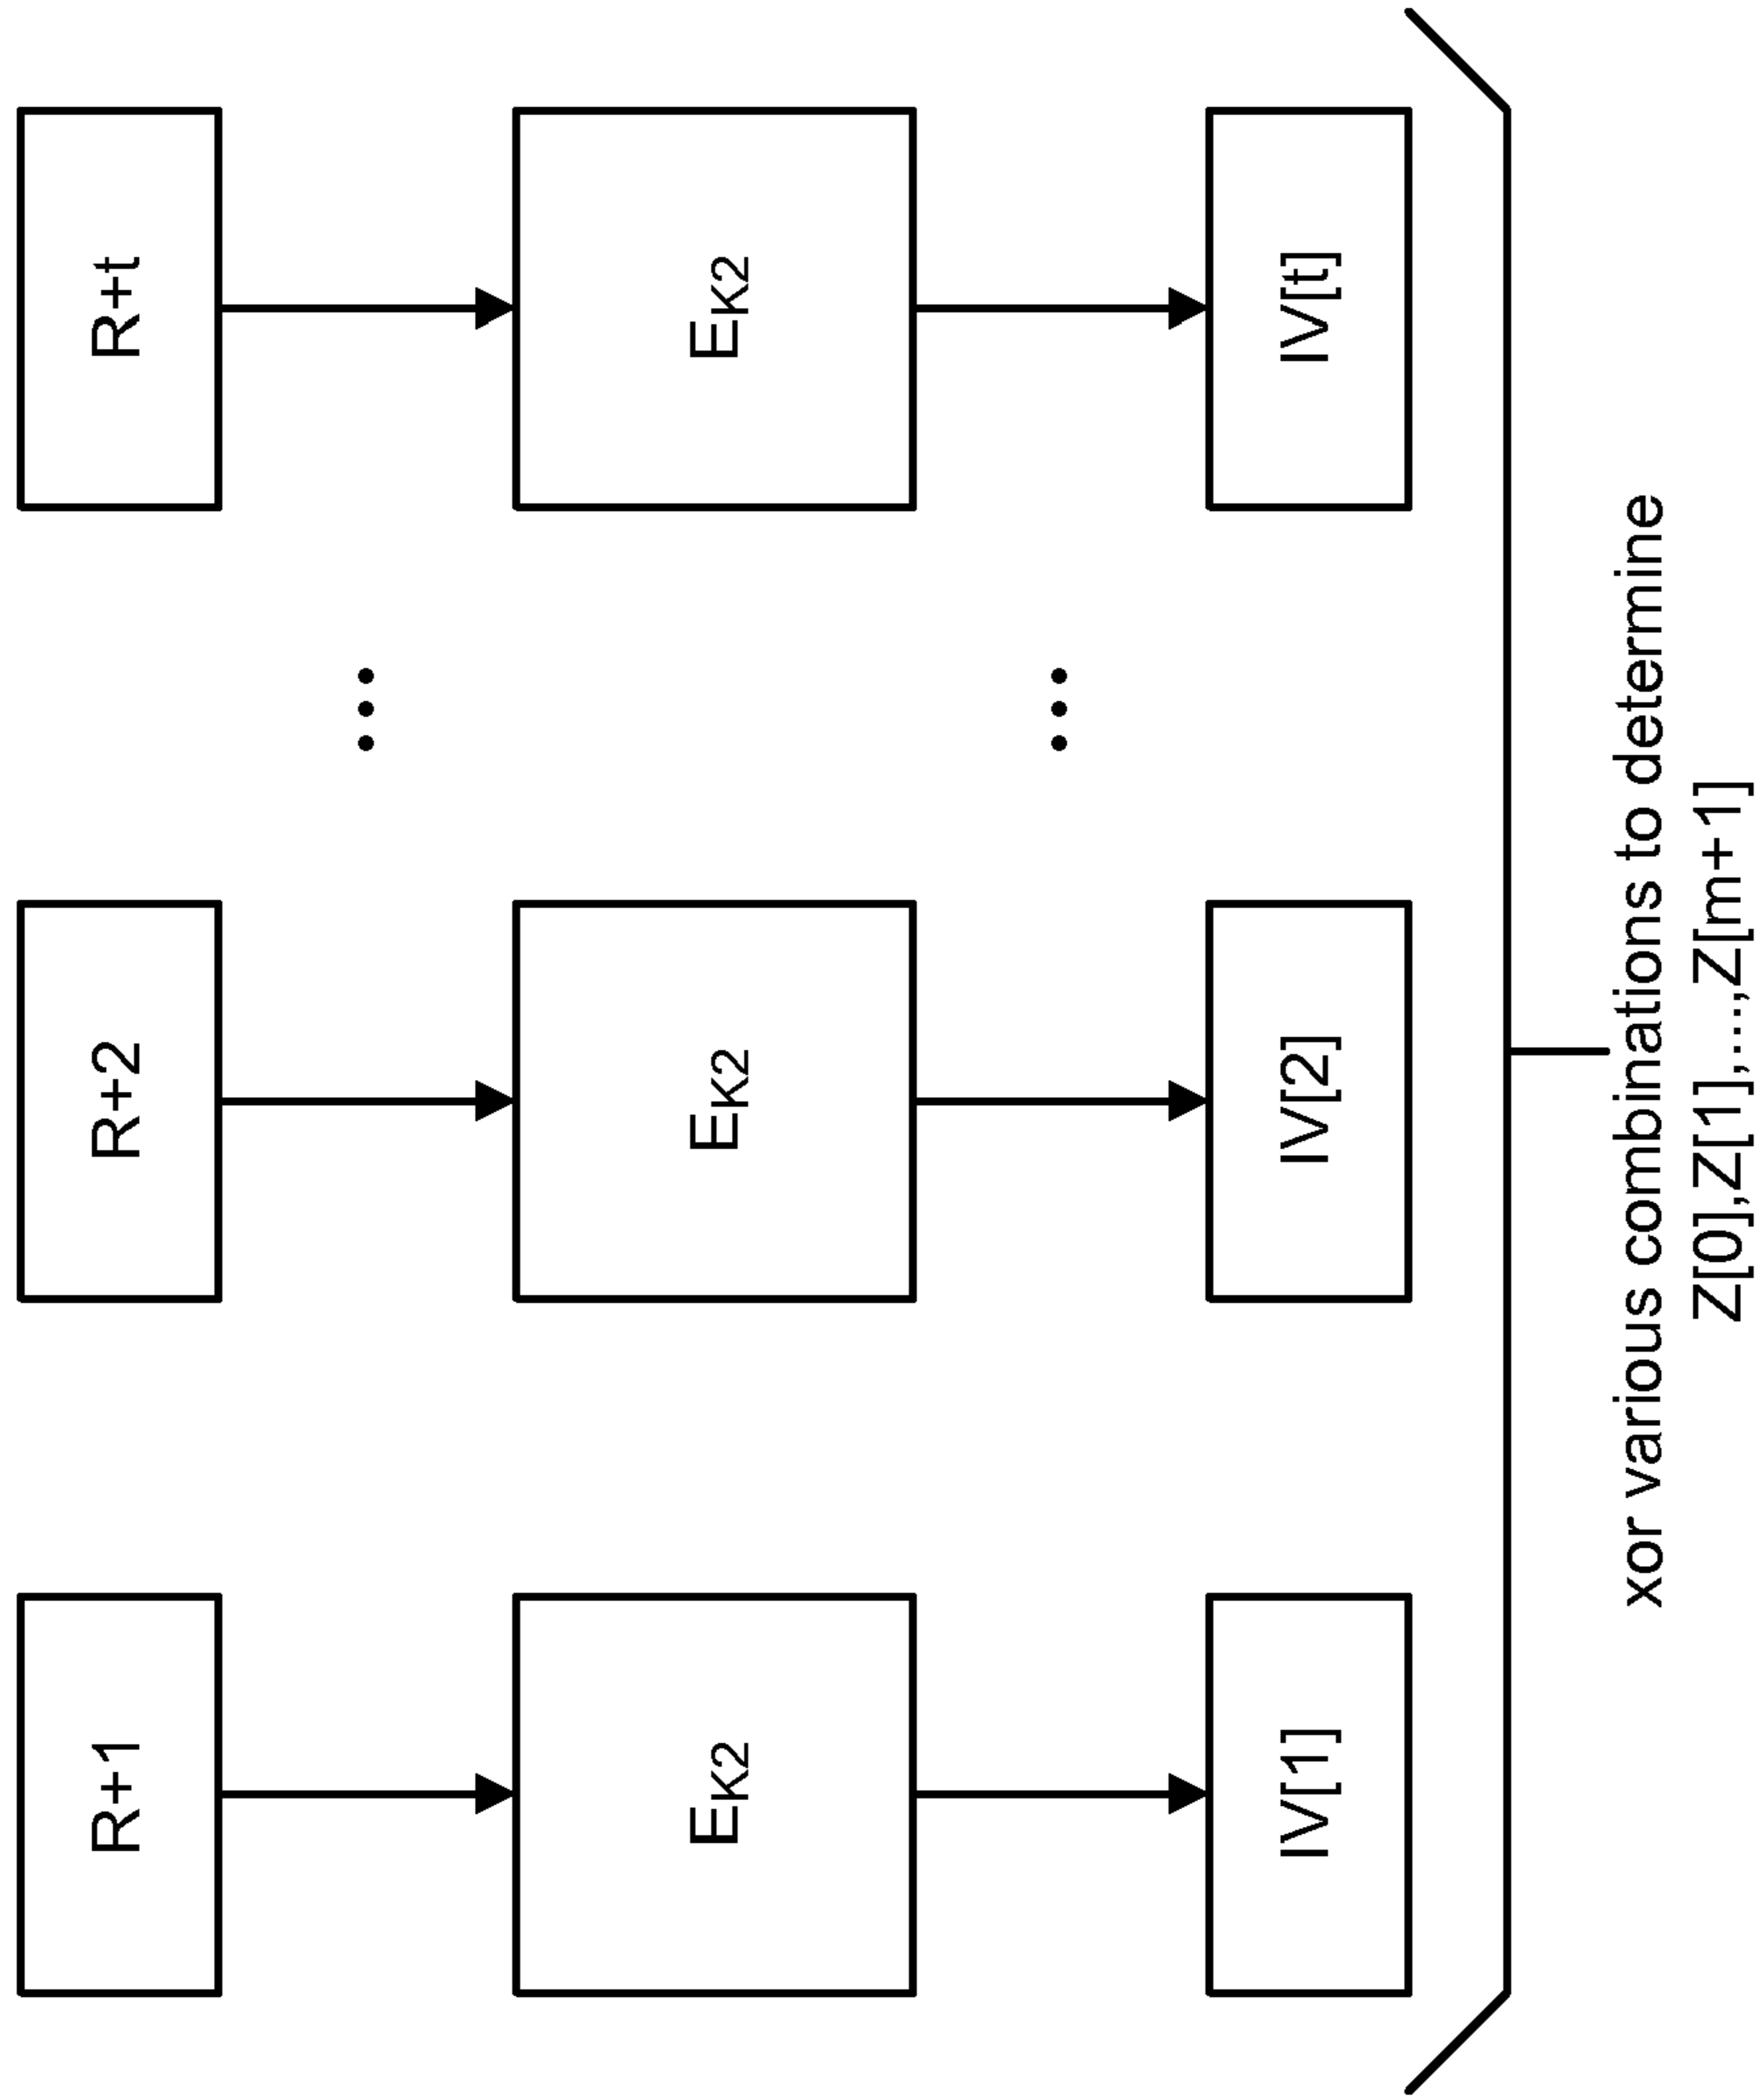 R+1
R+2
R+t
EK2
EK2
EK2
IV[1]
IV[2]
IV[t]
xor various combinations to determine
Z[0],Z[1],...,Z[m+1]